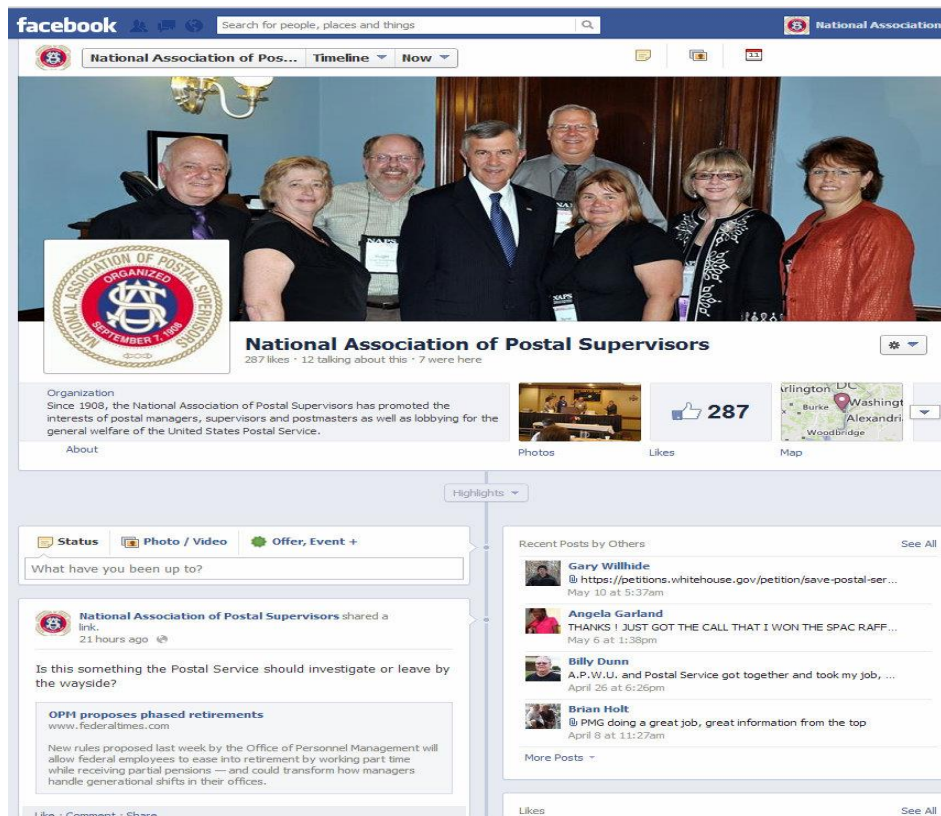 facebook
Search for people, places and things
National Association
National Association of Pos... Timeline Now
11
NAPS
NAPS
NATIONAL ASSOCIATION OF POSTAL SUPERVISORS
ORGANIZED
SEPTEMBER 7, 1908
National Association of Postal Supervisors
287 likes · 12 talking about this · 7 were here
Organization
Since 1908, the National Association of Postal Supervisors has promoted the
interests of postal managers, supervisors and postmasters as well as lobbying for the
general welfare of the United States Postal Service.
About
Photos
287
Likes
Arlington DC
Burke Washingt
Alexandri
Woodbridge
Map
Highlights
Status Photo / Video Offer, Event +
What have you been up to?
National Association of Postal Supervisors shared a
link.
21 hours ago
Is this something the Postal Service should investigate or leave by
the wayside?
OPM proposes phased retirements
www.federaltimes.com
New rules proposed last week by the Office of Personnel Management will
allow federal employees to ease into retirement by working part time
while receiving partial pensions — and could transform how managers
handle generational shifts in their offices.
Like · Comment · Share
Recent Posts by Others See All
Gary Willhide
https://petitions.whitehouse.gov/petition/save-postal-ser...
May 10 at 5:37am
Angela Garland
THANKS ! JUST GOT THE CALL THAT I WON THE SPAC RAFF...
May 6 at 1:38pm
Billy Dunn
A.P.W.U. and Postal Service got together and took my job, ...
April 26 at 6:26pm
Brian Holt
PMG doing a great job, great information from the top
April 8 at 11:27am
More Posts
Likes See All